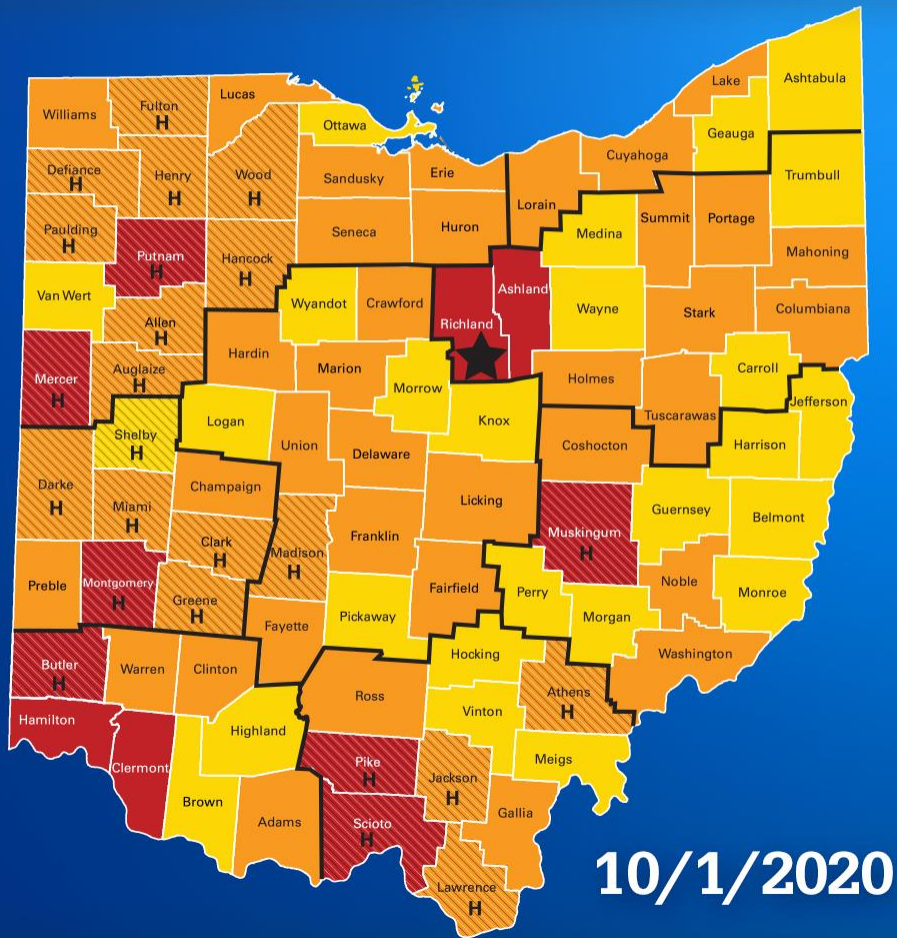 Lake
Ashtabula
Lucas
Williams
Fulton
H
Ottawa
Geauga
Cuyahoga
Defiance
H
Henry
H
Wood
H
Sandusky
Erie
Trumbull
Lorain
Summit
Portage
Paulding
H
Seneca
Huron
Medina
Putnam
H
Hancock
H
Mahoning
Van Wert
Wyandot
Crawford
Ashland
Wayne
Stark
Columbiana
Allen
H
Richland
Hardin
Marion
Mercer
H
Auglaize
H
Morrow
Holmes
Carroll
Jefferson
Tuscarawas
Logan
Knox
Shelby
H
Union
Coshocton
Harrison
Delaware
Darke
H
Champaign
Licking
Miami
H
Guernsey
Belmont
Clark
H
Madison
H
Franklin
Muskingum
H
Preble
Montgomery
H
Greene
H
Fairfield
Perry
Noble
Monroe
Pickaway
Morgan
Fayette
Butler
H
Warren
Clinton
Hocking
Washington
Ross
Athens
H
Hamilton
Highland
Vinton
Clermont
Pike
H
Jackson
H
Meigs
Brown
Adams
Scioto
H
Gallia
Lawrence
H
10/1/2020